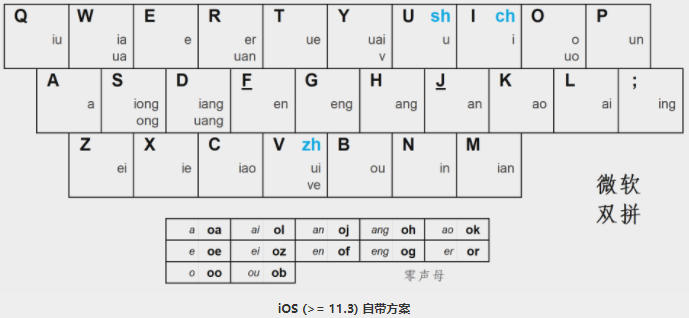 Q W E R T Y U sh I ch O P
iu ia e er ue uai u i o un
ua uan v uo
A S D F G H J K L ;
a iong iang en eng ang an ao ai ing
ong uang
Z X C V zh B N M
ei ie iao ui ou in ian
ve
微软
双拼
a oa ai ol an oj ang oh ao ok
e oe ei oz en of eng og er or
o oo ou ob
零声母
iOS (>= 11.3) 自带方案